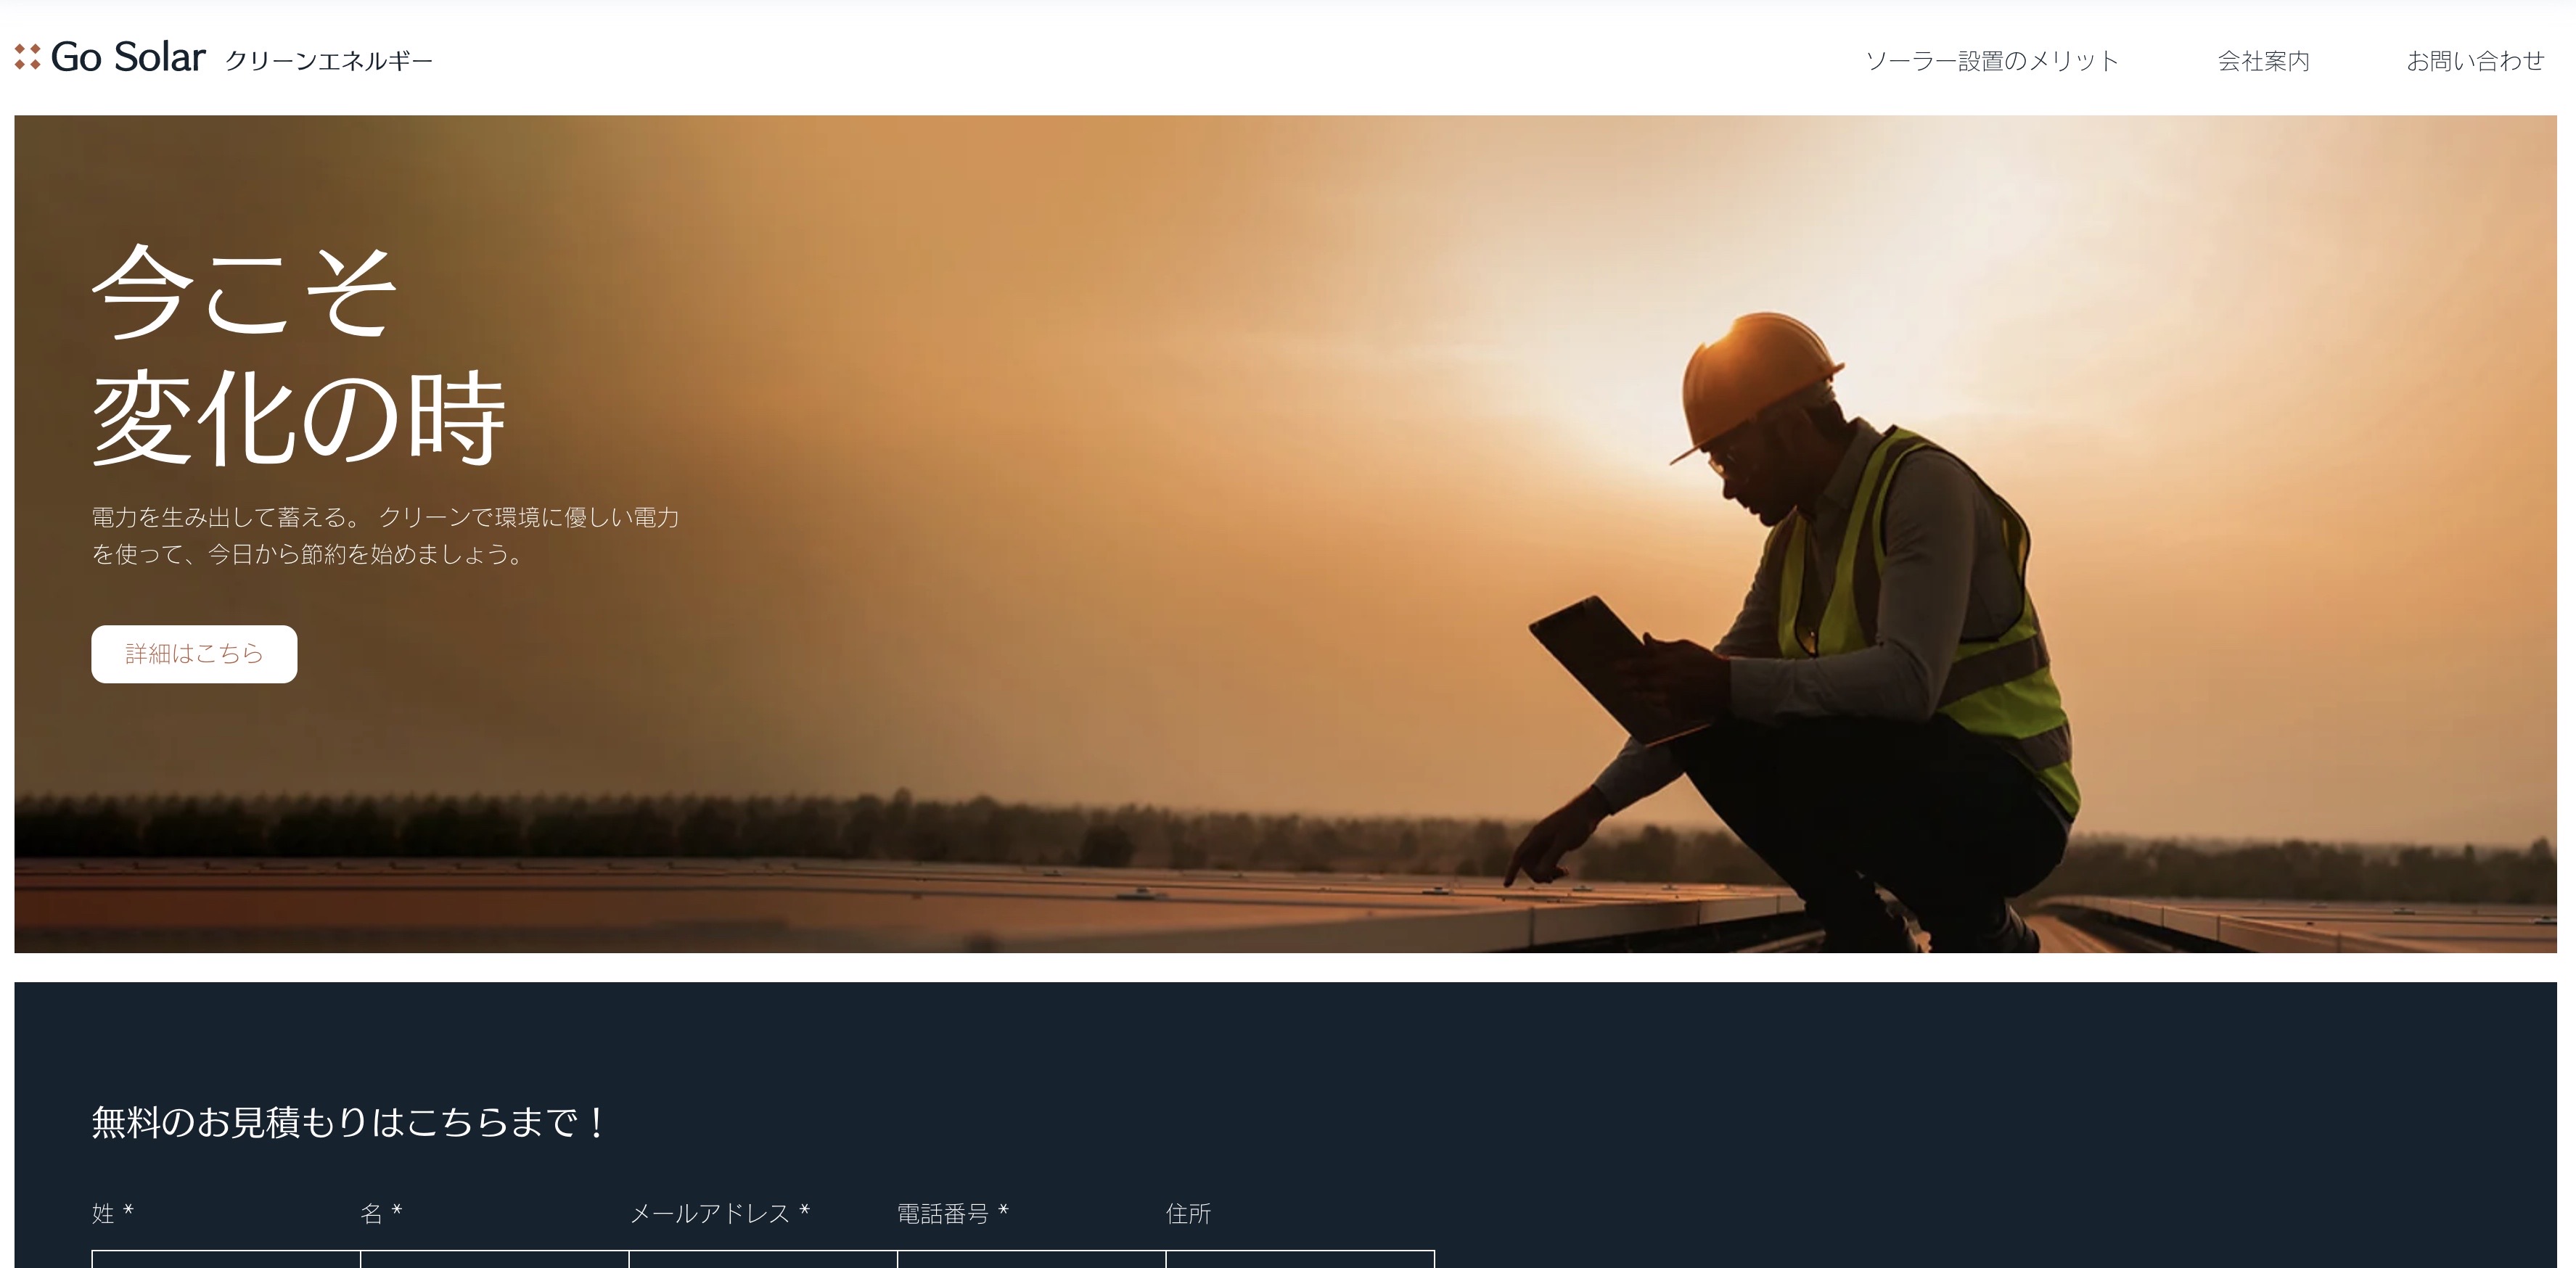 Go Solar クリーンエネルギー
ソーラー設置のメリット
会社案内
お問い合わせ
今こそ
変化の時
電力を生み出して蓄える。 クリーンで環境に優しい電力
を使って、今日から節約を始めましょう。
詳細はこちら
無料のお見積もりはこちらまで！
姓 *
名 *
メールアドレス *
電話番号 *
住所